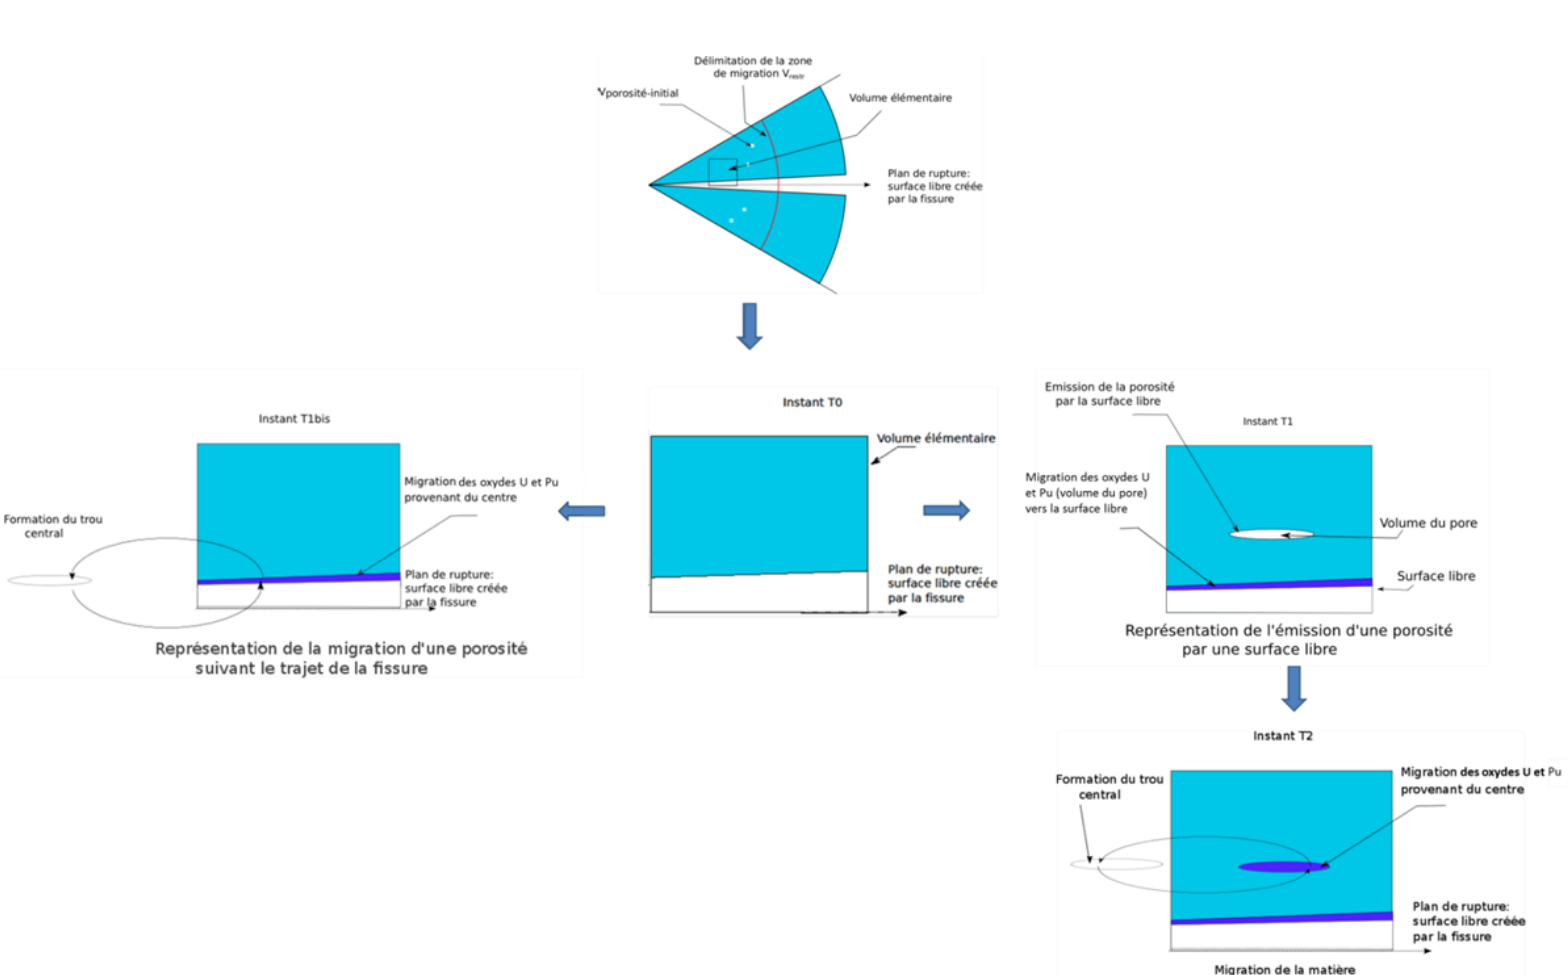 Délimitation de la zone
de migration Vrestr
Vporosité-initial
Volume élémentaire
Plan de rupture:
surface libre créée
par la fissure
Instant T1bis
Migration des oxydes U et Pu
provenant du centre
Formation du trou
central
Plan de rupture:
surface libre créée
par la fissure
Représentation de la migration d'une porosité
suivant le trajet de la fissure
Instant T0
Volume élémentaire
Plan de rupture:
surface libre créée
par la fissure
Emission de la porosité
par la surface libre
Instant T1
Migration des oxydes U
et Pu (volume du pore)
vers la surface libre
Volume du pore
Surface libre
Représentation de l'émission d'une porosité
par une surface libre
Instant T2
Formation du trou
central
Migration des oxydes U et Pu
provenant du centre
Plan de rupture:
surface libre créée
par la fissure
Migration de la matière